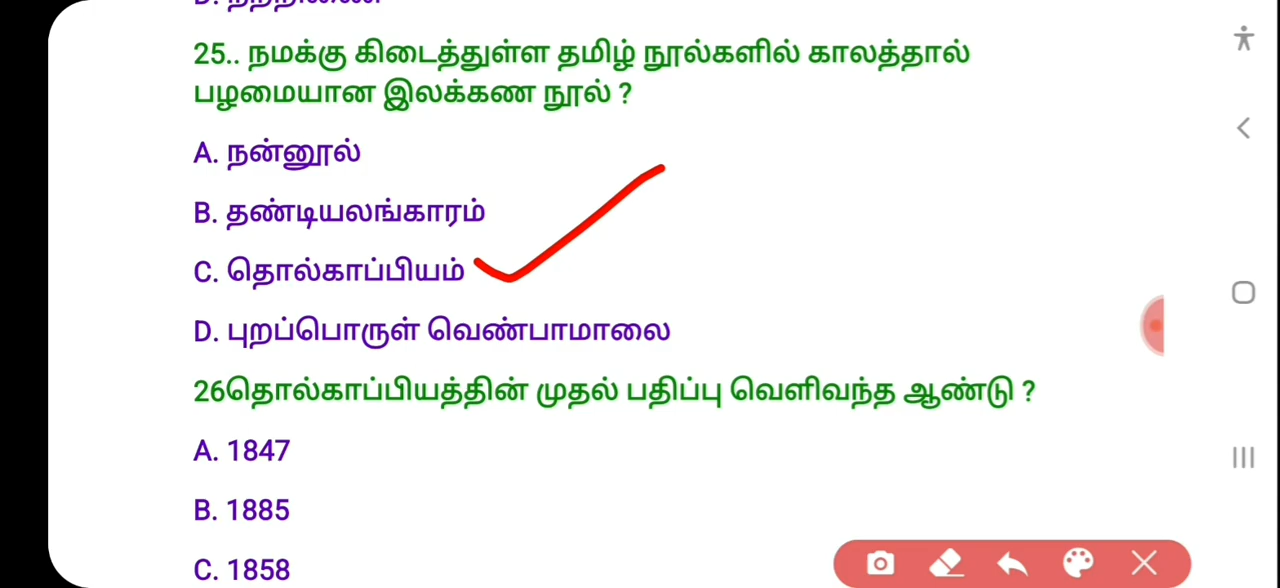 25.. நமக்கு கிடைத்துள்ள தமிழ் நூல்களில் காலத்தால்
பழமையான இலக்கண நூல் ?
A. நன்னூல்
B. தண்டியலங்காரம்
C. தொல்காப்பியம்
D. புறப்பொருள் வெண்பாமாலை
26தொல்காப்பியத்தின் முதல் பதிப்பு வெளிவந்த ஆண்டு ?
A. 1847
B. 1885
C. 1858